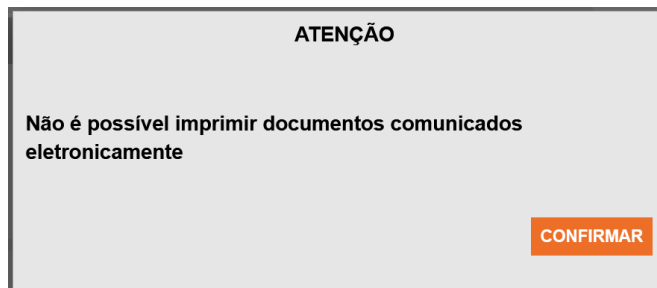 ATENÇÃO
Não é possível imprimir documentos comunicados
eletronicamente
CONFIRMAR